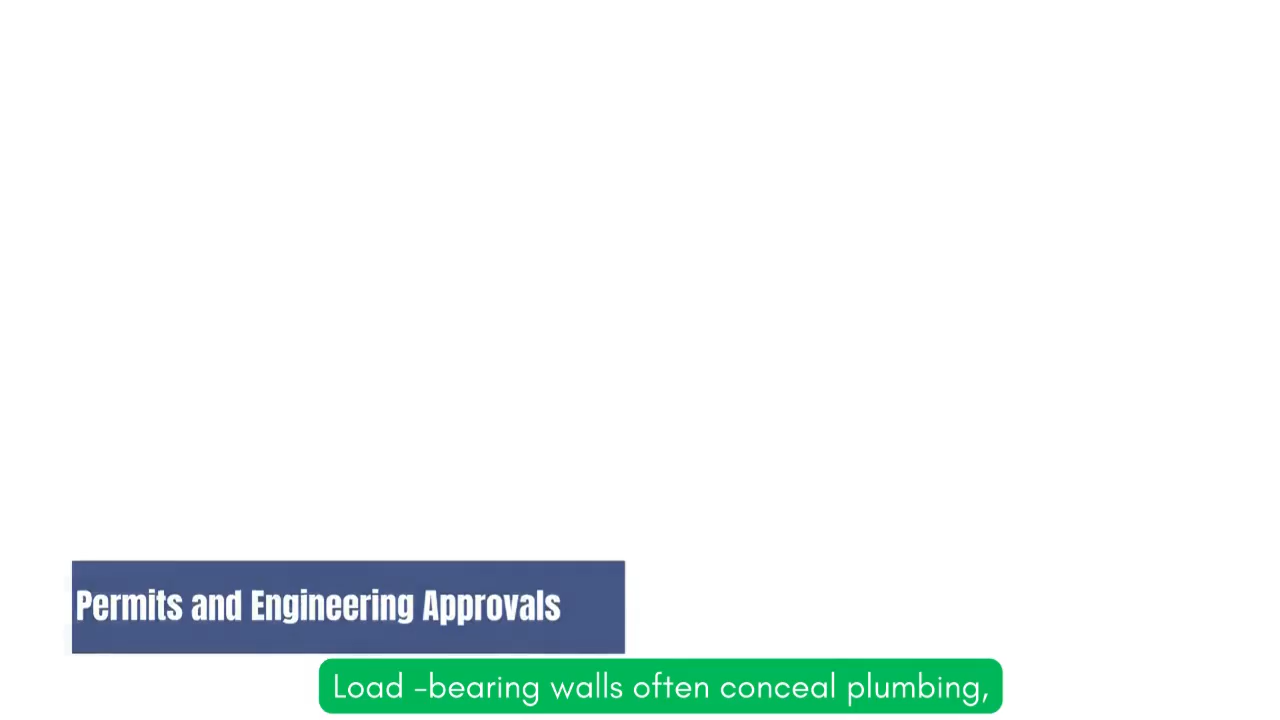 Permits and Engineering Approvals
Load -bearing walls often conceal plumbing,